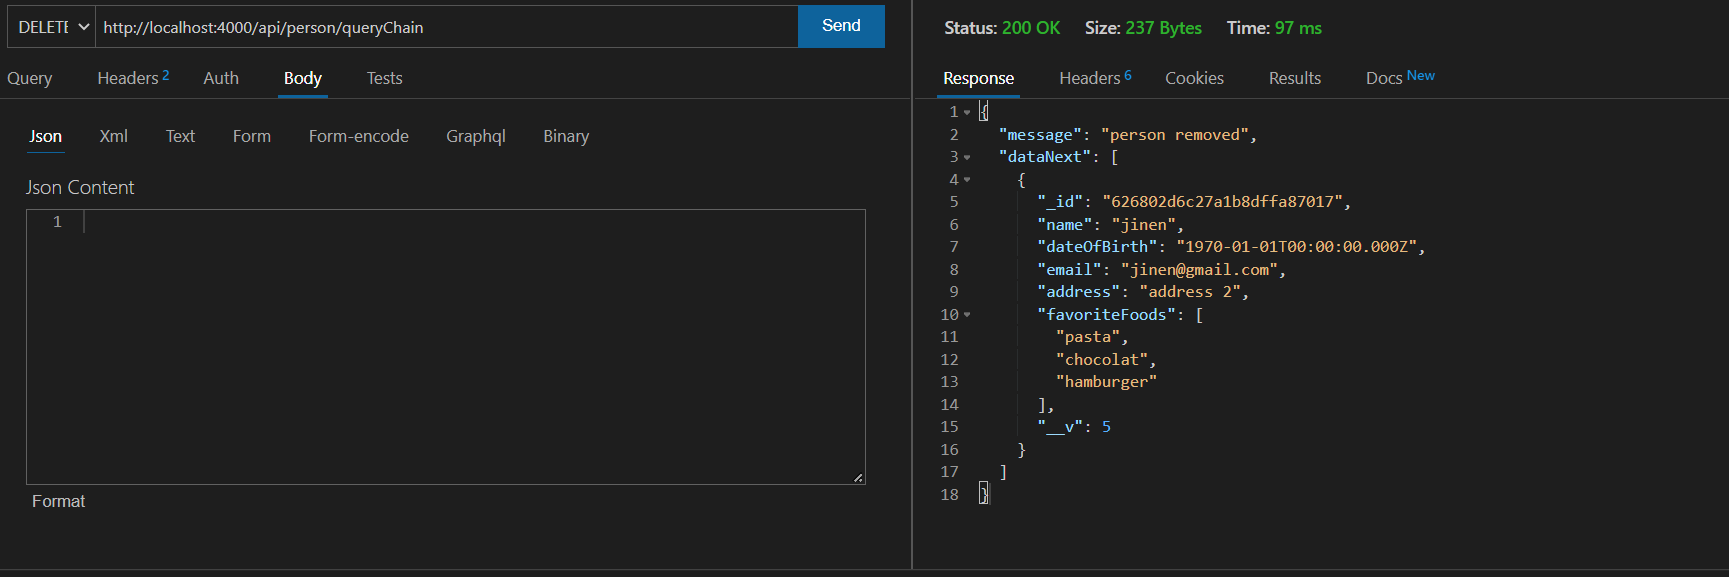 DELETE http://localhost:4000/api/person/queryChain Send
Query Headers 2 Auth Body Tests
Json Xml Text Form Form-encode Graphql Binary
Json Content
1
Format
Status: 200 OK Size: 237 Bytes Time: 97 ms
Response Headers 6 Cookies Results Docs New
1 {
2 "message": "person removed",
3 "dataNext": [
4 {
5 "_id": "626802d6c27a1b8dffa87017",
6 "name": "jinen",
7 "dateOfBirth": "1970-01-01T00:00:00.000Z",
8 "email": "jinen@gmail.com",
9 "address": "address 2",
10 "favoriteFoods": [
11 "pasta",
12 "chocolat",
13 "hamburger"
14 ],
15 "__v": 5
16 }
17 ]
18 }